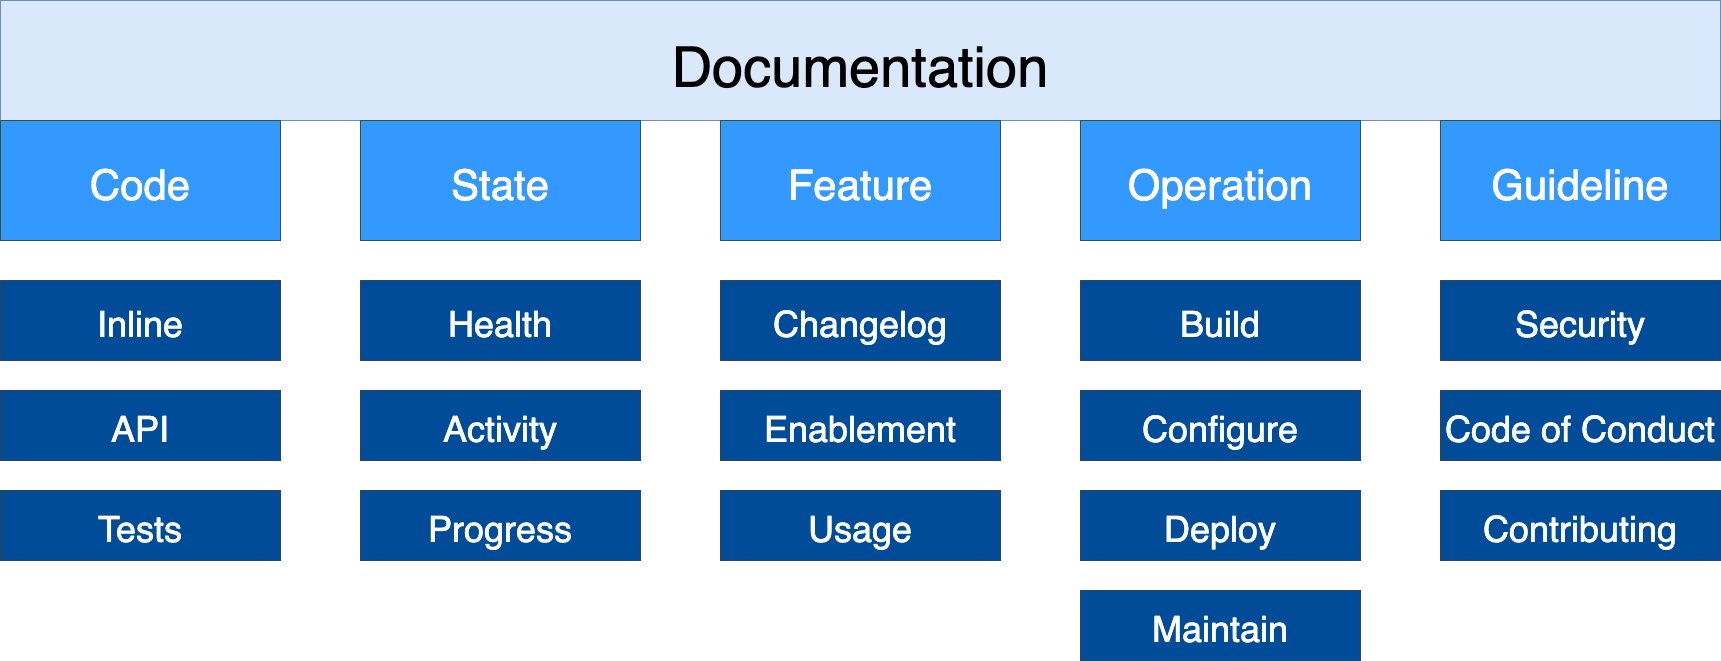 Documentation
Code
State
Feature
Operation
Guideline
Inline
Health
Changelog
Build
Security
API
Activity
Enablement
Configure
Code of Conduct
Tests
Progress
Usage
Deploy
Contributing
Maintain